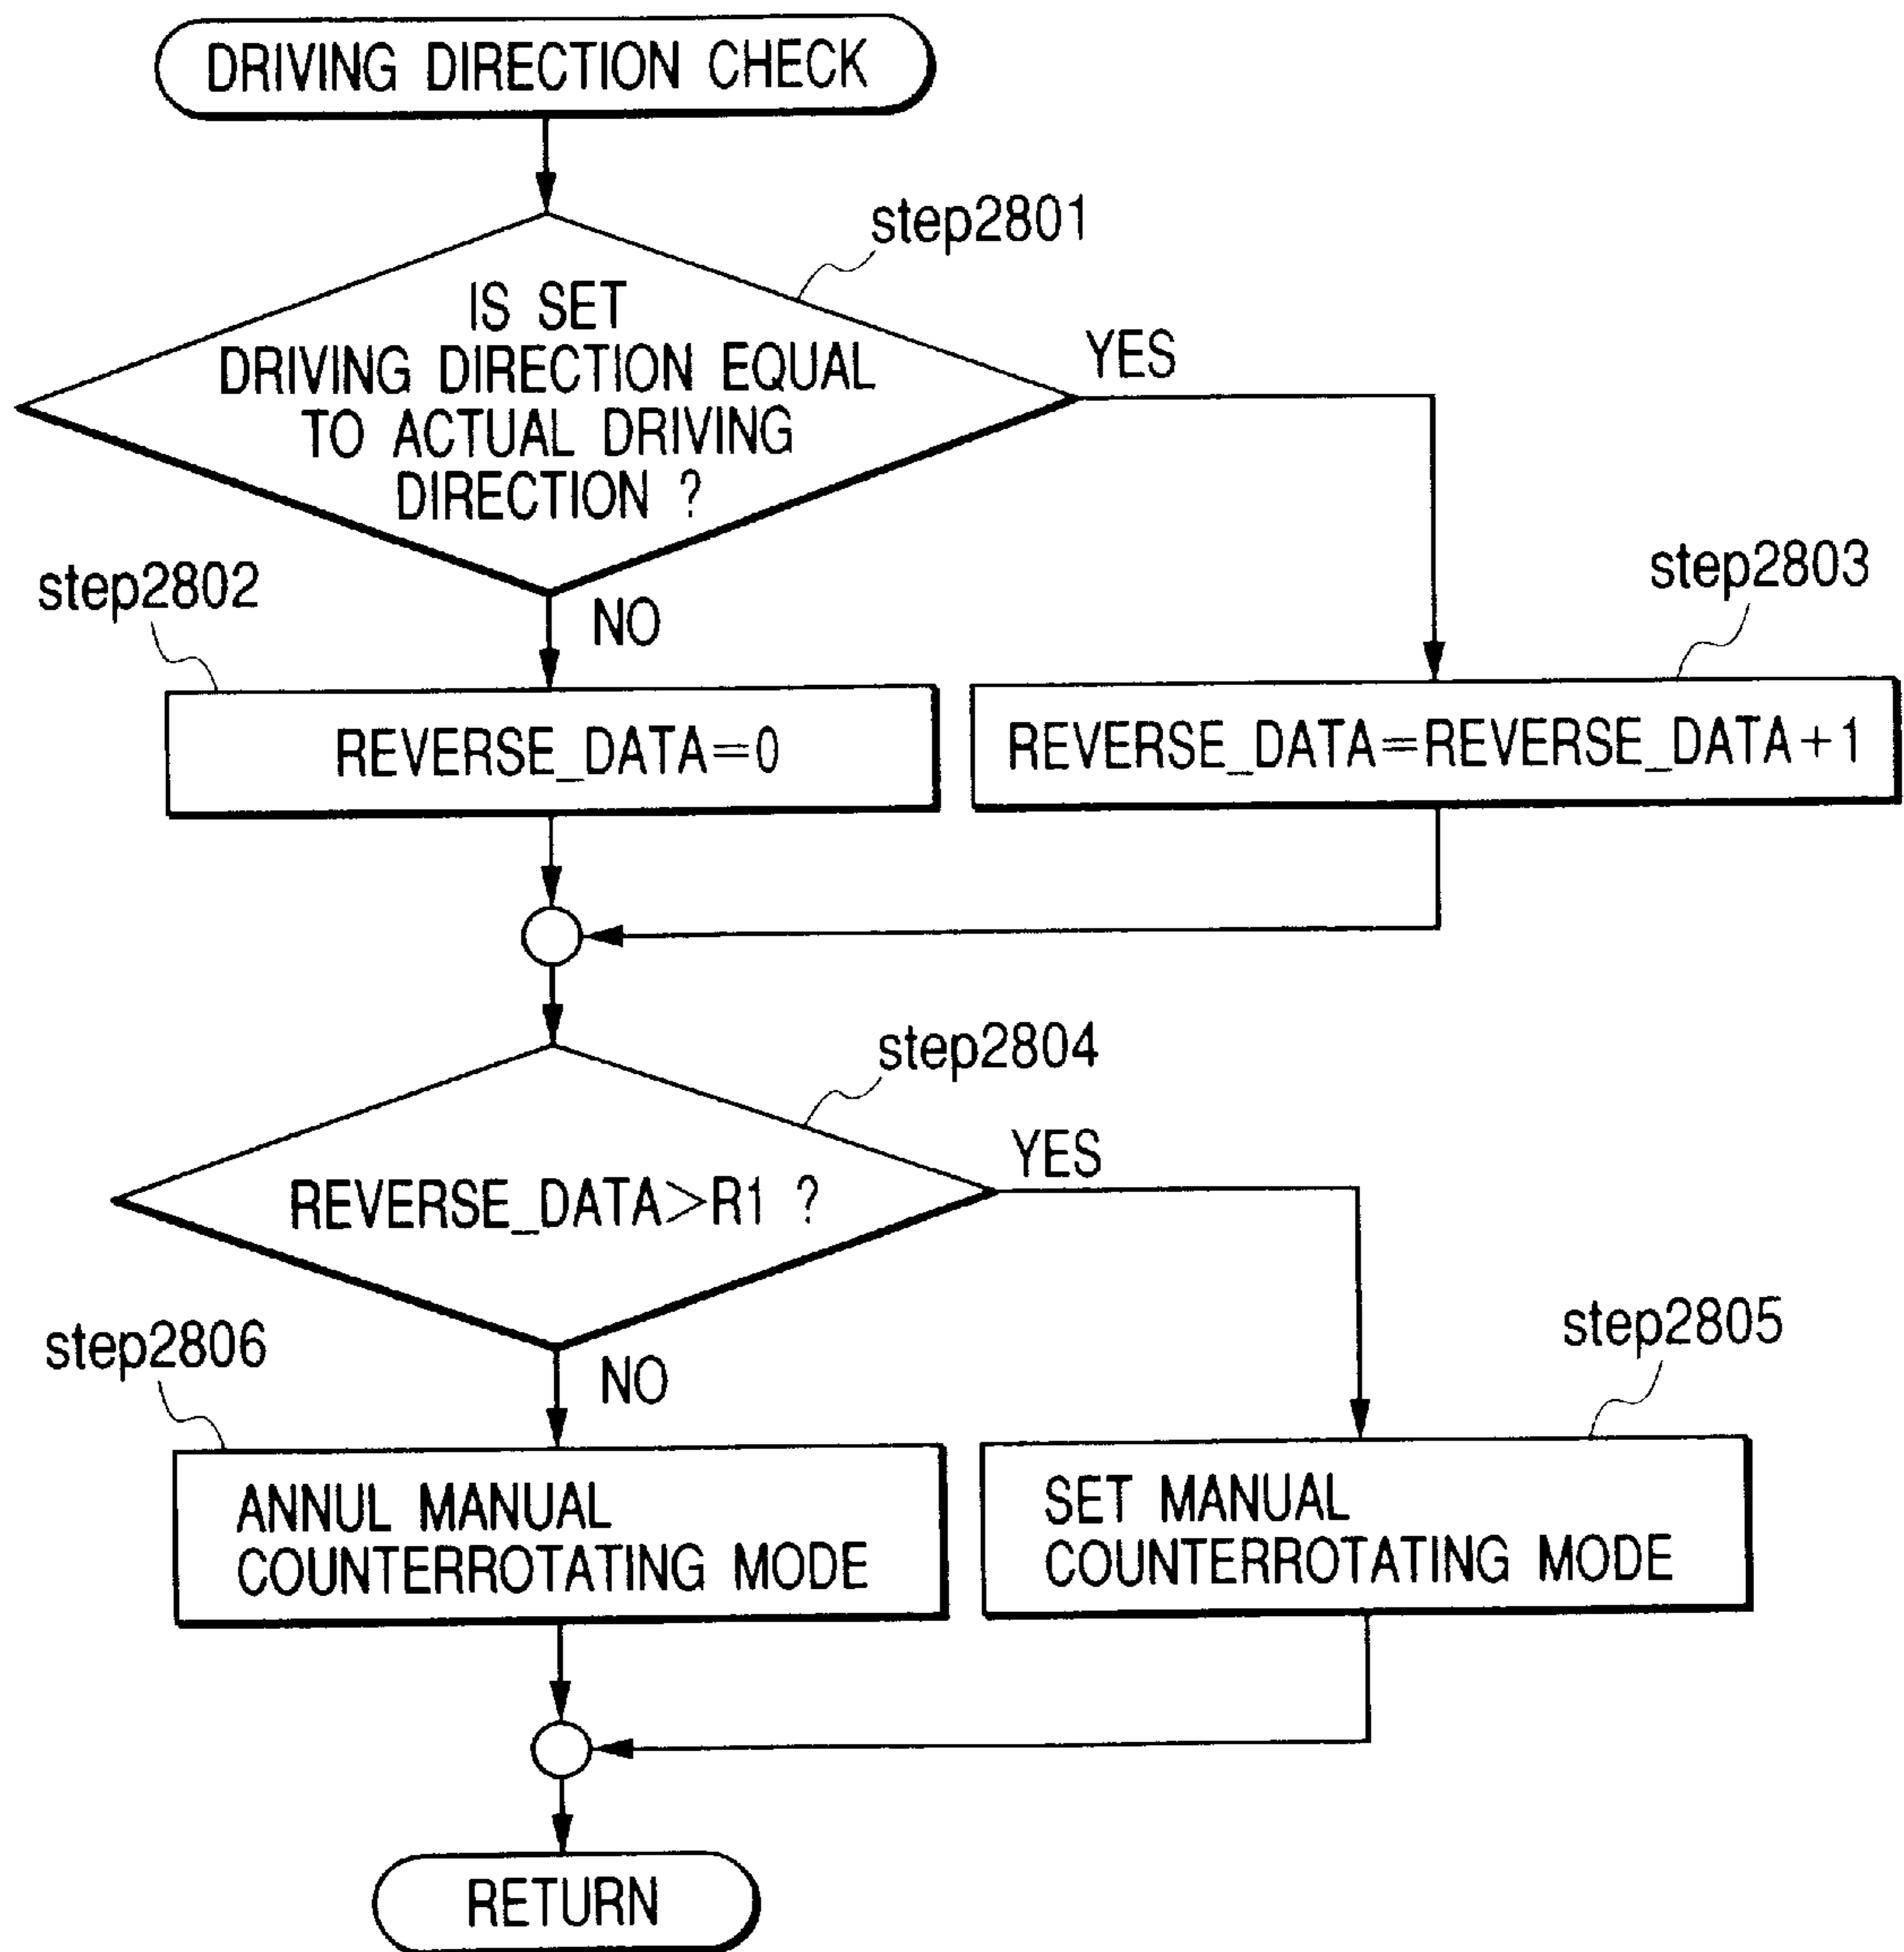 DRIVING DIRECTION CHECK
step2801
IS SET
DRIVING DIRECTION EQUAL
TO ACTUAL DRIVING
DIRECTION ?
YES
NO
step2802
REVERSE_DATA=0
step2803
REVERSE_DATA=REVERSE_DATA+1
step2804
REVERSE_DATA>R1 ?
YES
NO
step2806
ANNUL MANUAL
COUNTERROTATING MODE
step2805
SET MANUAL
COUNTERROTATING MODE
RETURN